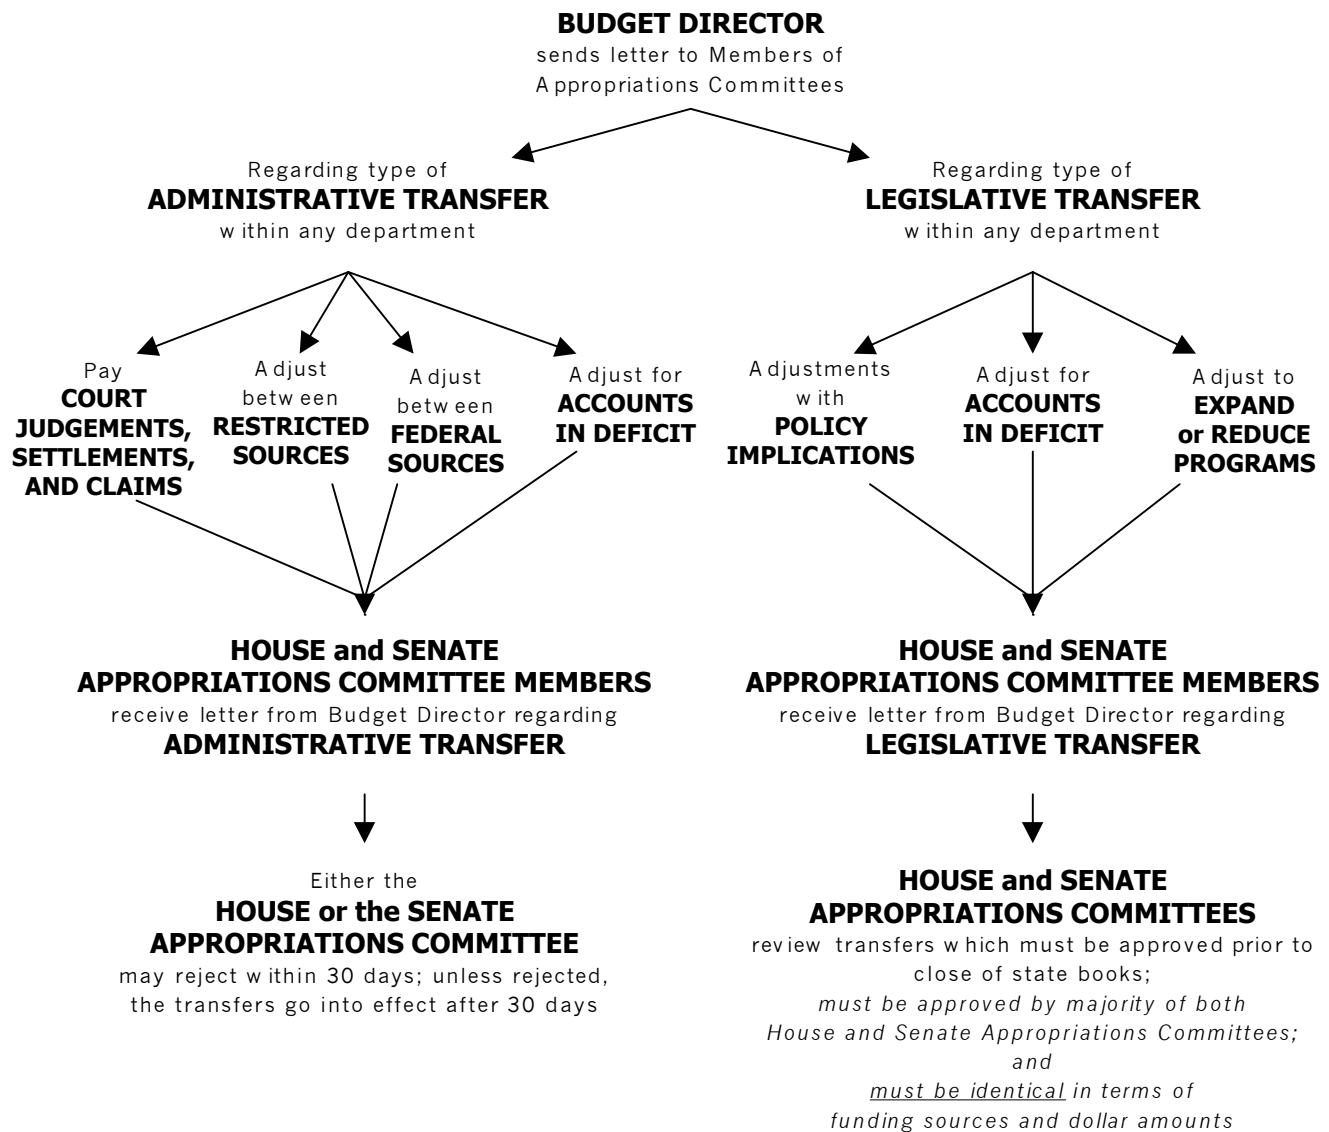 BUDGET DIRECTOR
sends letter to Members of
Appropriations Committees
Regarding type of
ADMINISTRATIVE TRANSFER
within any department
Regarding type of
LEGISLATIVE TRANSFER
within any department
Pay
COURT
JUDGEMENTS,
SETTLEMENTS,
AND CLAIMS
Adjust
between
RESTRICTED
SOURCES
Adjust
between
FEDERAL
SOURCES
Adjust for
ACCOUNTS
IN DEFICIT
Adjustments
with
POLICY
IMPLICATIONS
Adjust for
ACCOUNTS
IN DEFICIT
Adjust to
EXPAND
or REDUCE
PROGRAMS
HOUSE and SENATE
APPROPRIATIONS COMMITTEE MEMBERS
receive letter from Budget Director regarding
ADMINISTRATIVE TRANSFER
HOUSE and SENATE
APPROPRIATIONS COMMITTEE MEMBERS
receive letter from Budget Director regarding
LEGISLATIVE TRANSFER
Either the
HOUSE or the SENATE
APPROPRIATIONS COMMITTEE
may reject within 30 days; unless rejected,
the transfers go into effect after 30 days
HOUSE and SENATE
APPROPRIATIONS COMMITTEES
review transfers which must be approved prior to
close of state books;
must be approved by majority of both
House and Senate Appropriations Committees;
and
must be identical in terms of
funding sources and dollar amounts